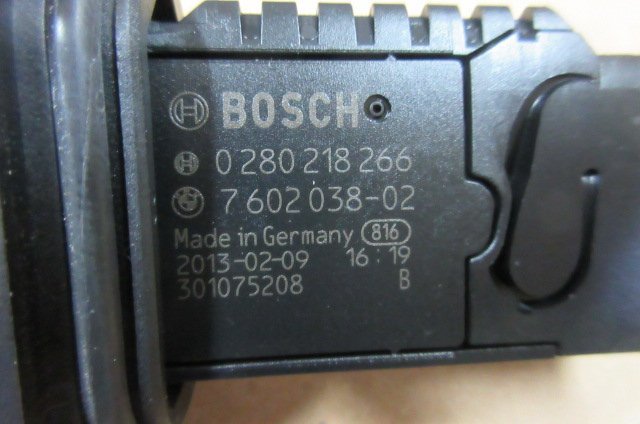 BOSCH
0 280 218 266
7 602 038-02
Made in Germany 816
2013-02-09 16:19
301075208 B